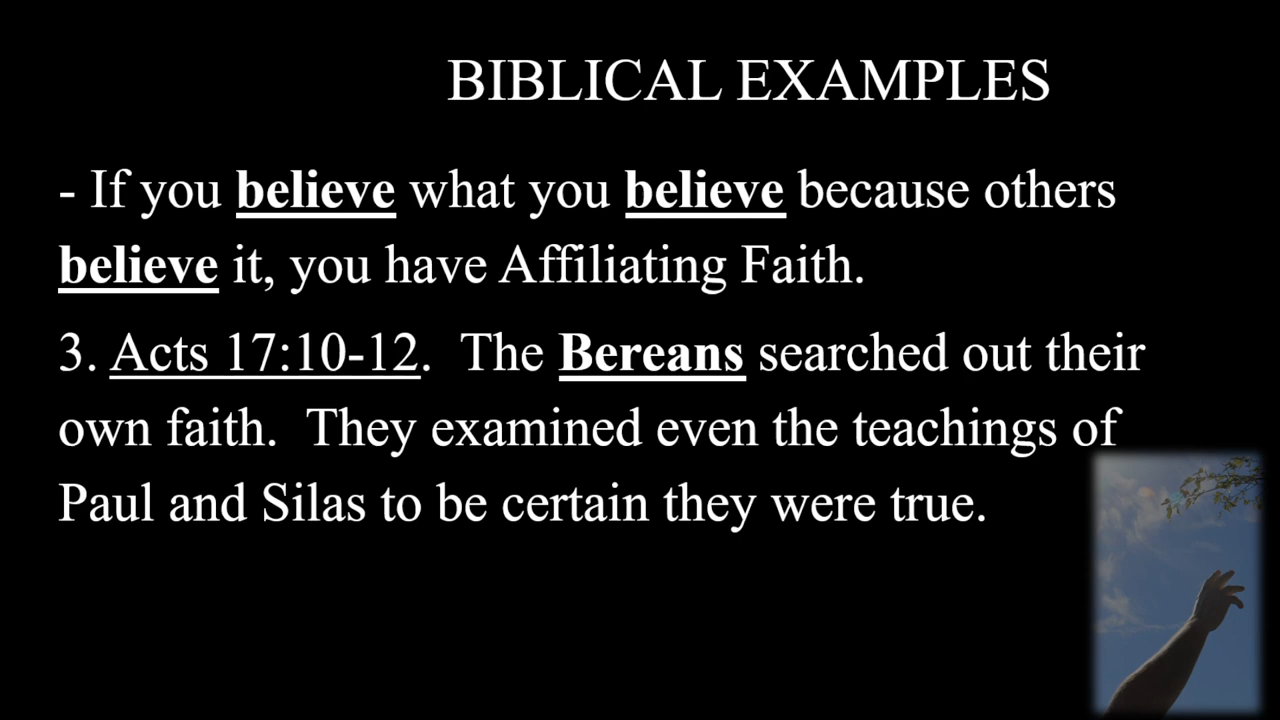 BIBLICAL EXAMPLES
- If you believe what you believe because others
believe it, you have Affiliating Faith.
3. Acts 17:10-12.  The Bereans searched out their
own faith.  They examined even the teachings of
Paul and Silas to be certain they were true.